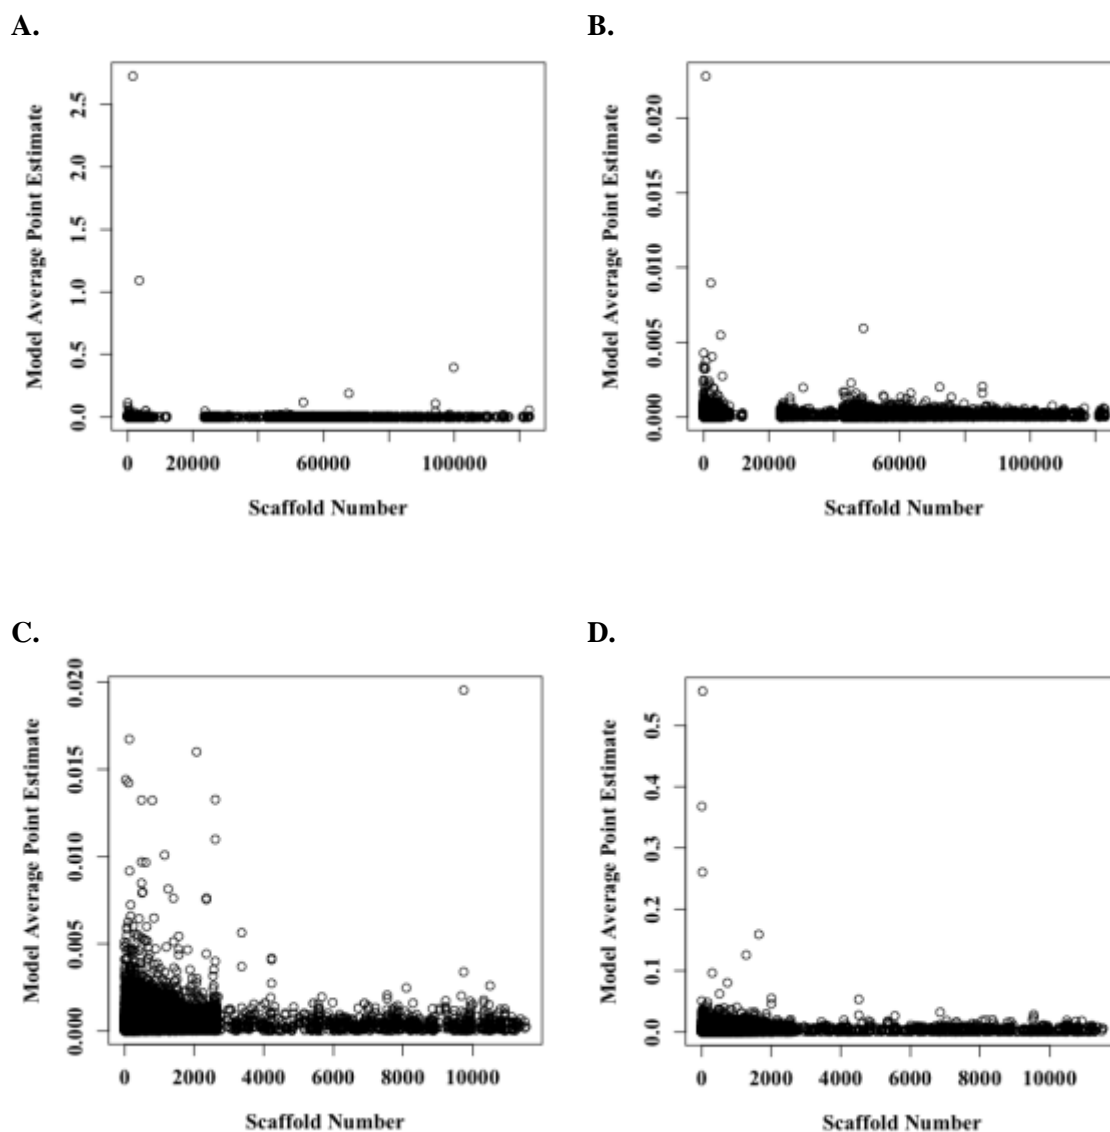 A.
Model Average Point Estimate
0.0 0.5 1.0 1.5 2.0 2.5
0 20000 60000 100000
Scaffold Number
B.
Model Average Point Estimate
0.000 0.005 0.010 0.015 0.020
0 20000 60000 100000
Scaffold Number
C.
Model Average Point Estimate
0.000 0.005 0.010 0.015 0.020
0 2000 4000 6000 8000 10000
Scaffold Number
D.
Model Average Point Estimate
0.0 0.1 0.2 0.3 0.4 0.5
0 2000 4000 6000 8000 10000
Scaffold Number